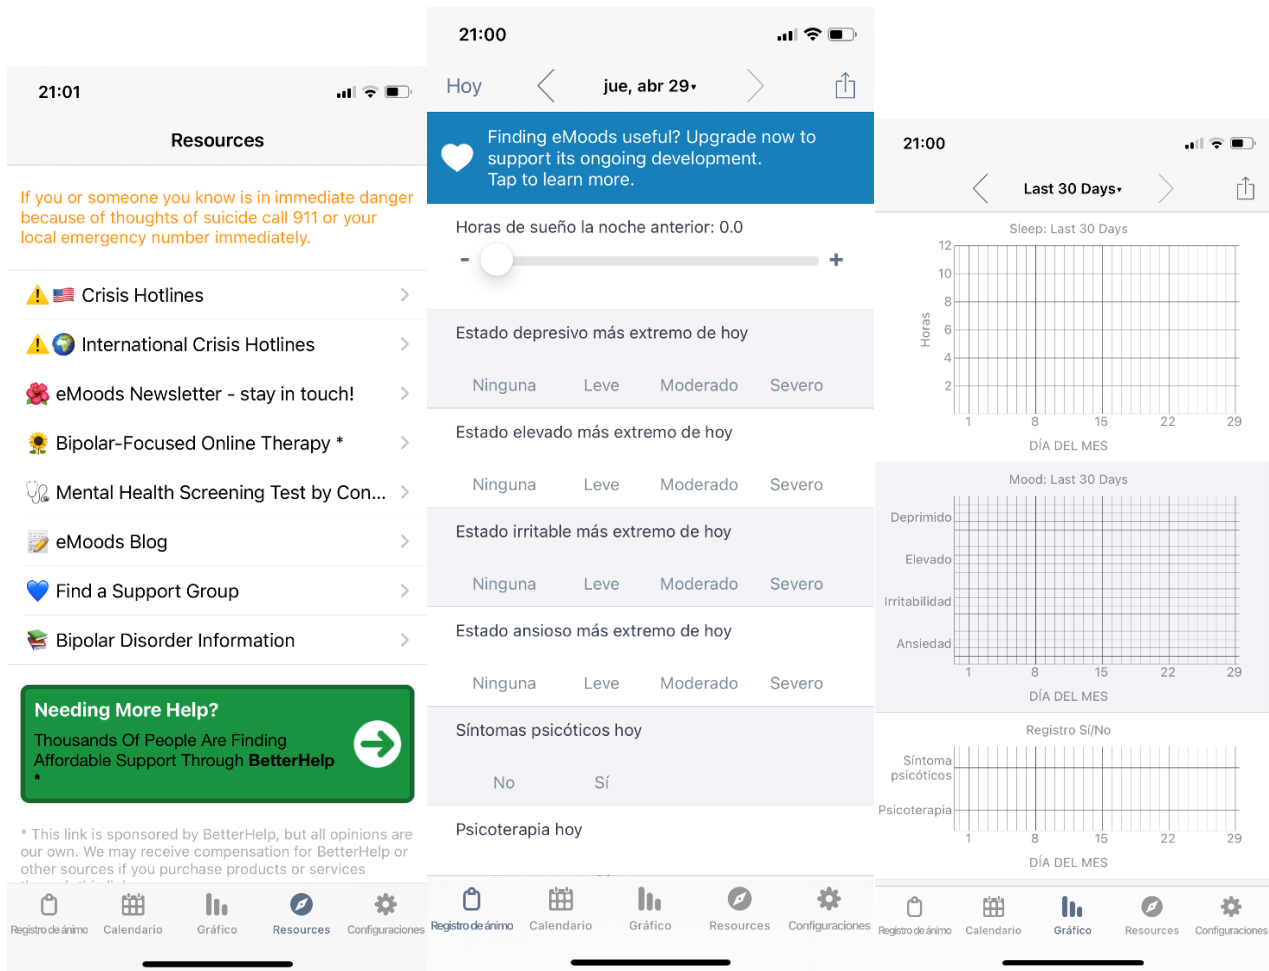 21:01
Resources
If you or someone you know is in immediate danger
because of thoughts of suicide call 911 or your
local emergency number immediately.
Crisis Hotlines
International Crisis Hotlines
eMoods Newsletter - stay in touch!
Bipolar-Focused Online Therapy *
Mental Health Screening Test by Con...
eMoods Blog
Find a Support Group
Bipolar Disorder Information
Needing More Help?
Thousands Of People Are Finding
Affordable Support Through BetterHelp
*
* This link is sponsored by BetterHelp, but all opinions are
our own. We may receive compensation for BetterHelp or
other sources if you purchase products or services
Registro de ánimo Calendario Gráfico Resources Configuraciones
21:00
Hoy jue, abr 29
Finding eMoods useful? Upgrade now to
support its ongoing development.
Tap to learn more.
Horas de sueño la noche anterior: 0.0
- +
Estado depresivo más extremo de hoy
Ninguna Leve Moderado Severo
Estado elevado más extremo de hoy
Ninguna Leve Moderado Severo
Estado irritable más extremo de hoy
Ninguna Leve Moderado Severo
Estado ansioso más extremo de hoy
Ninguna Leve Moderado Severo
Síntomas psicóticos hoy
No Sí
Psicoterapia hoy
Registro de ánimo Calendario Gráfico Resources Configuraciones
21:00
Last 30 Days
Sleep: Last 30 Days
Horas
12
10
8
6
4
2
1 8 15 22 29
DÍA DEL MES
Mood: Last 30 Days
Deprimido
Elevado
Irritabilidad
Ansiedad
1 8 15 22 29
DÍA DEL MES
Registro Sí/No
Síntoma
psicóticos
Psicoterapia
1 8 15 22 29
DÍA DEL MES
Registro de ánimo Calendario Gráfico Resources Configuraciones